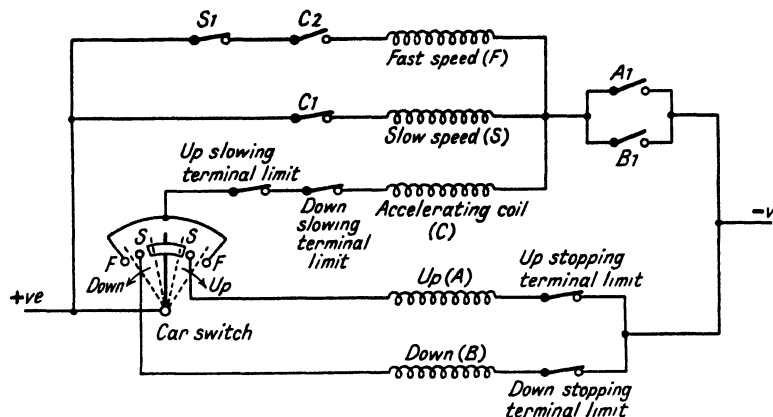 S1
C2
Fast speed (F)
C1
Slow speed (S)
A1
B1
Up slowing
terminal limit
Down
slowing
terminal
limit
Accelerating coil
(C)
-v
S
S
F
F
Down
Up
+ve
Car switch
Up (A)
Up stopping
terminal limit
Down (B)
Down stopping
terminal limit